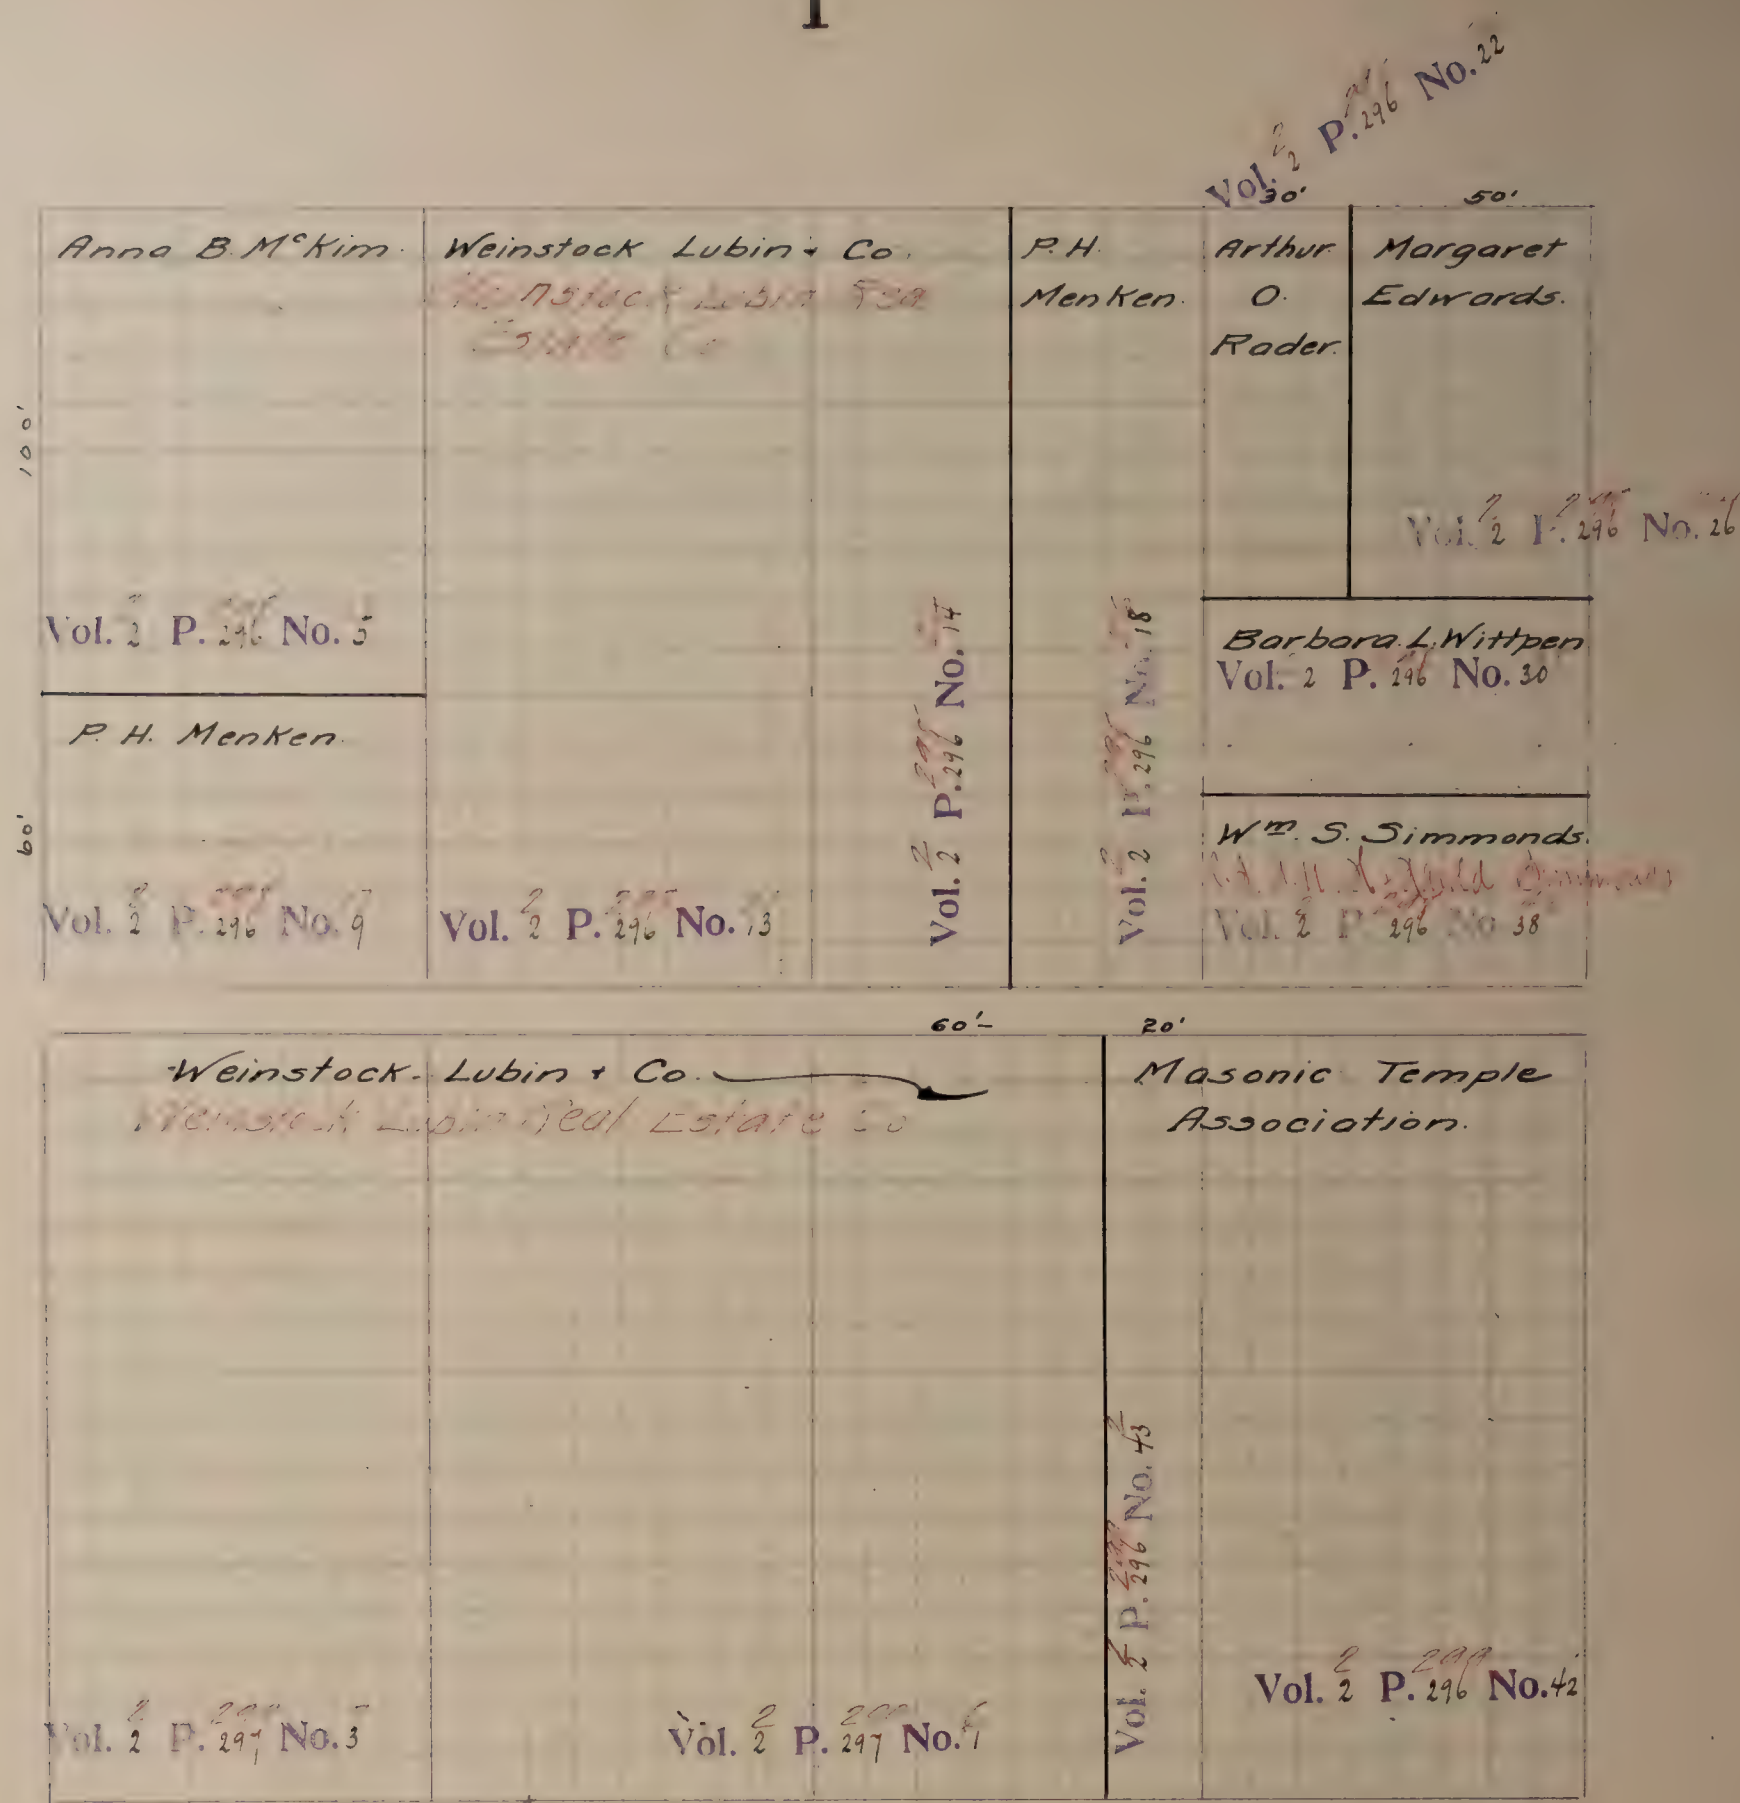 Vol. 2 P. 296 No. 22
30'
50'
Anna B. McKim.
Weinstock Lubin + Co.
P. H.
Menken.
Arthur
O.
Rader.
Margaret
Edwards.
100'
Vol. 2 P. 296 No. 26
Vol. 2 P. 296 No. 5
Vol. 2 P. 296 No. 14
Vol. 2 P. 296 No. 18
Barbara L. Wittpen
Vol. 2 P. 296 No. 30
P. H. Menken.
60'
Wm. S. Simmonds.
Vol. 2 P. 296 No. 9
Vol. 2 P. 296 No. 13
Vol. 2 P. 296 No. 38
60'
20'
Weinstock. Lubin + Co.
Weinstock Lubin Real Estate Co
Masonic Temple
Association.
Vol. 2 P. 296 No. 43
Vol. 2 P. 296 No. 42
Vol. 2 P. 297 No. 3
Vol. 2 P. 297 No. 1